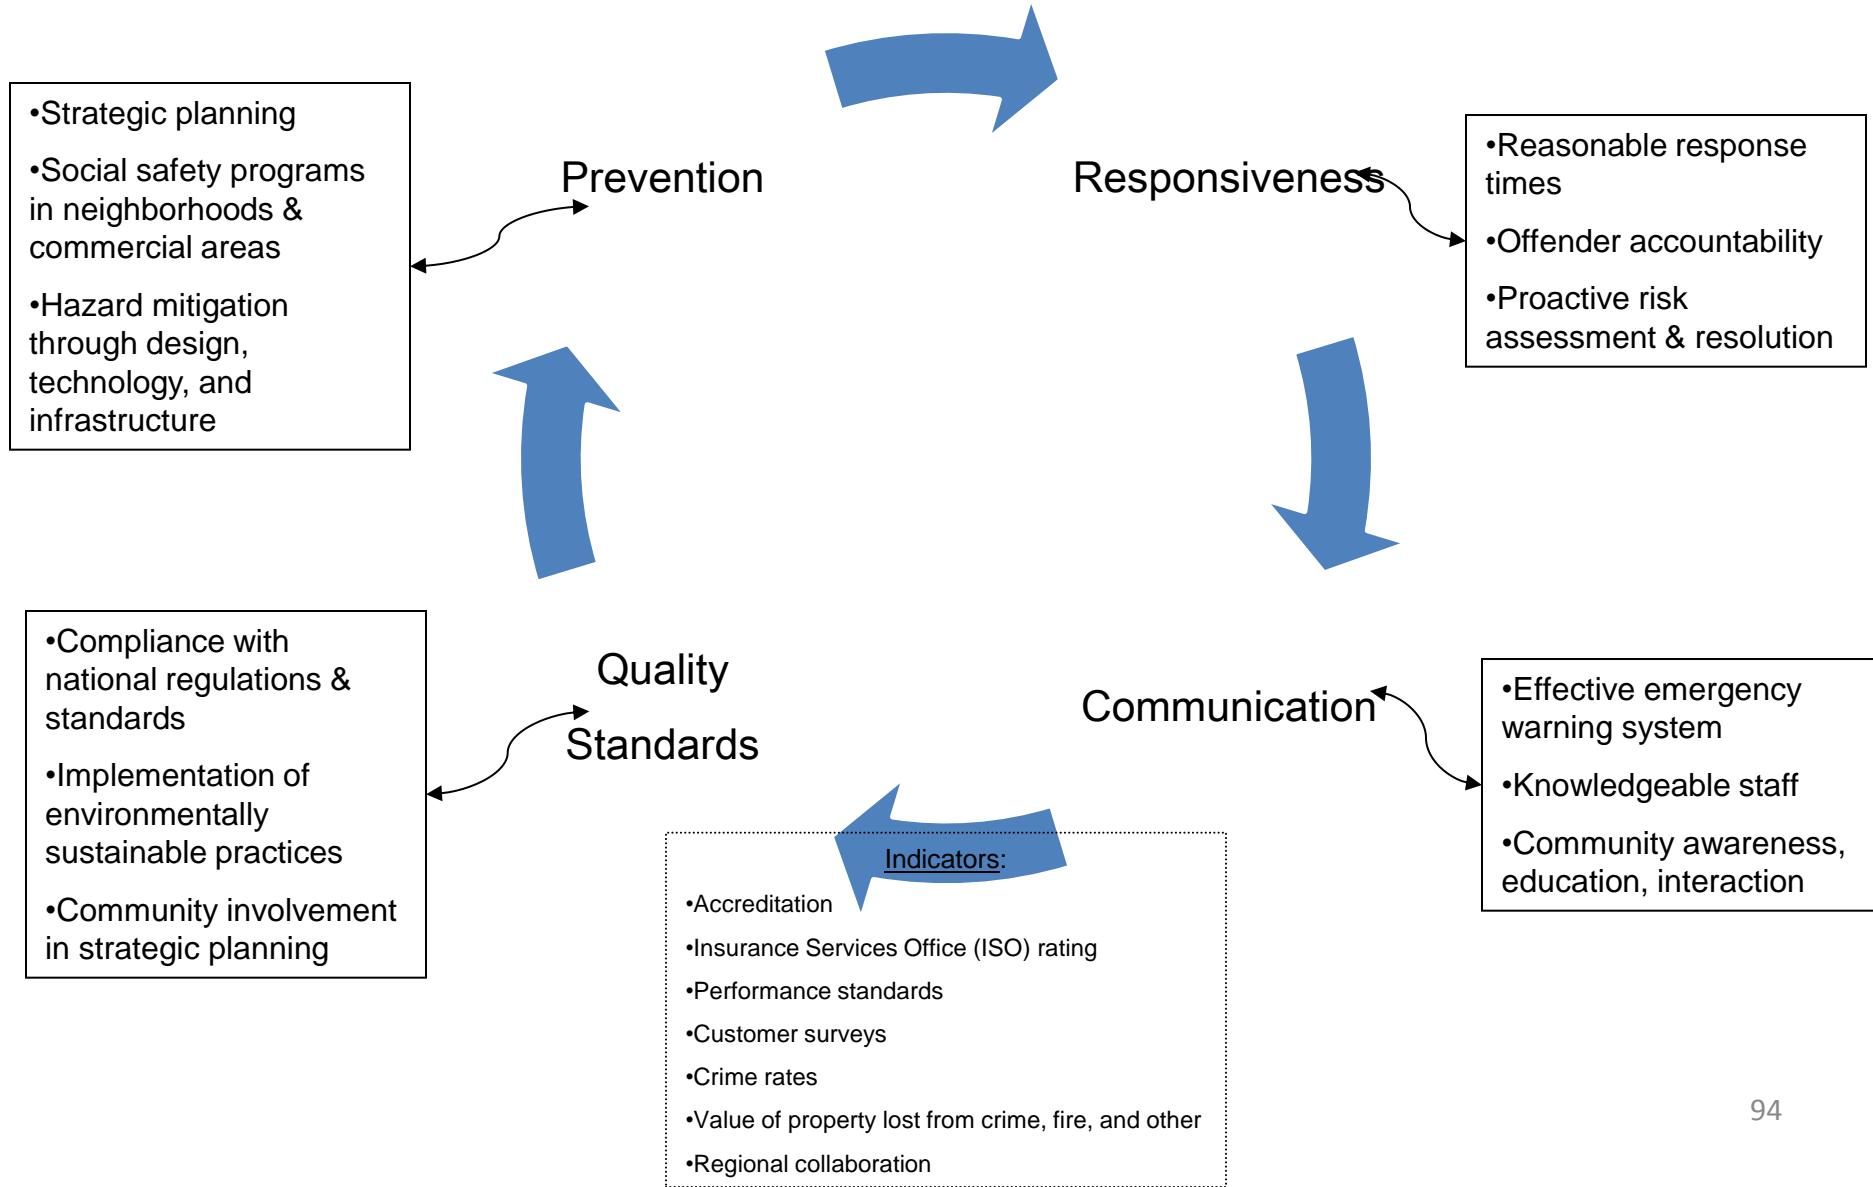 •Strategic planning
•Social safety programs
in neighborhoods &
commercial areas
•Hazard mitigation
through design,
technology, and
infrastructure
Prevention
Responsiveness
•Reasonable response
times
•Offender accountability
•Proactive risk
assessment & resolution
•Compliance with
national regulations &
standards
•Implementation of
environmentally
sustainable practices
•Community involvement
in strategic planning
Quality
Standards
Communication
•Effective emergency
warning system
•Knowledgeable staff
•Community awareness,
education, interaction
Indicators:
•Accreditation
•Insurance Services Office (ISO) rating
•Performance standards
•Customer surveys
•Crime rates
•Value of property lost from crime, fire, and other
•Regional collaboration
94